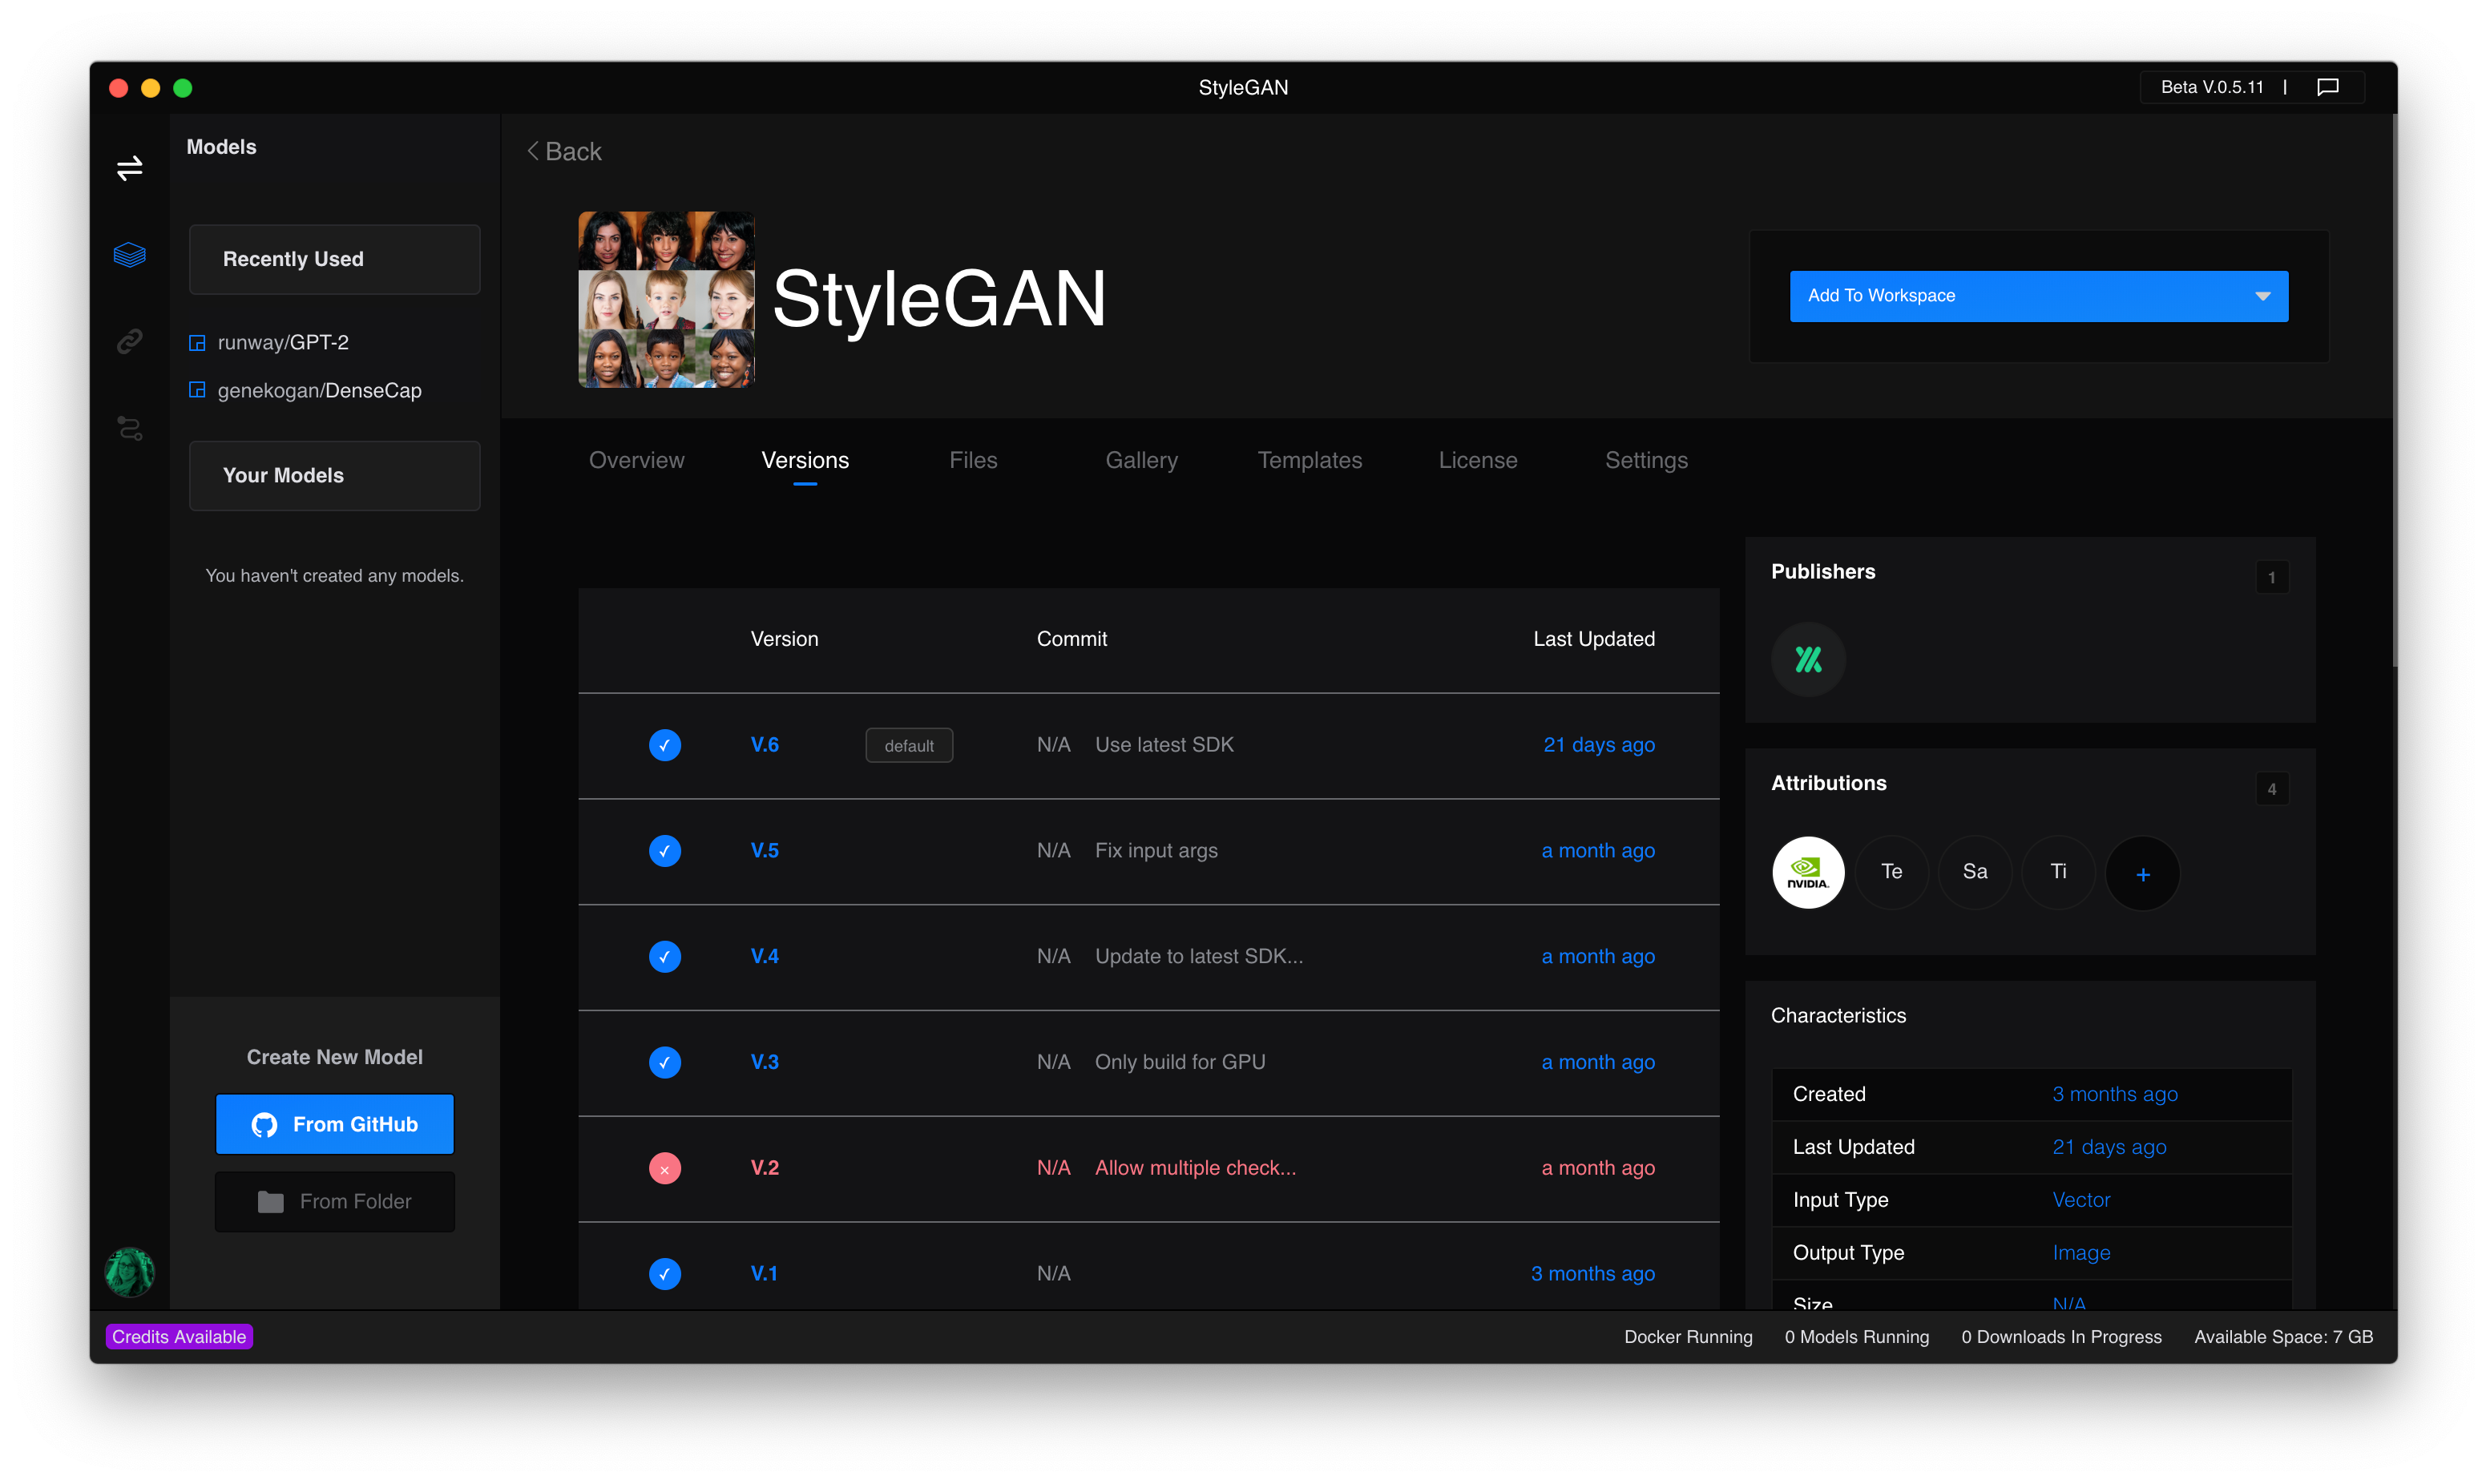 StyleGAN
Beta V.0.5.11 |
Models
Recently Used
runway/GPT-2
genekogan/DenseCap
Your Models
You haven't created any models.
Create New Model
From GitHub
From Folder
Back
StyleGAN
Add To Workspace
Overview Versions Files Gallery Templates License Settings
Version Commit Last Updated
V.6 default N/A Use latest SDK 21 days ago
V.5 N/A Fix input args a month ago
V.4 N/A Update to latest SDK... a month ago
V.3 N/A Only build for GPU a month ago
V.2 N/A Allow multiple check... a month ago
V.1 N/A 3 months ago
Publishers 1
Attributions 4
NVIDIA. Te Sa Ti +
Characteristics
Created 3 months ago
Last Updated 21 days ago
Input Type Vector
Output Type Image
Size N/A
Credits Available
Docker Running 0 Models Running 0 Downloads In Progress Available Space: 7 GB